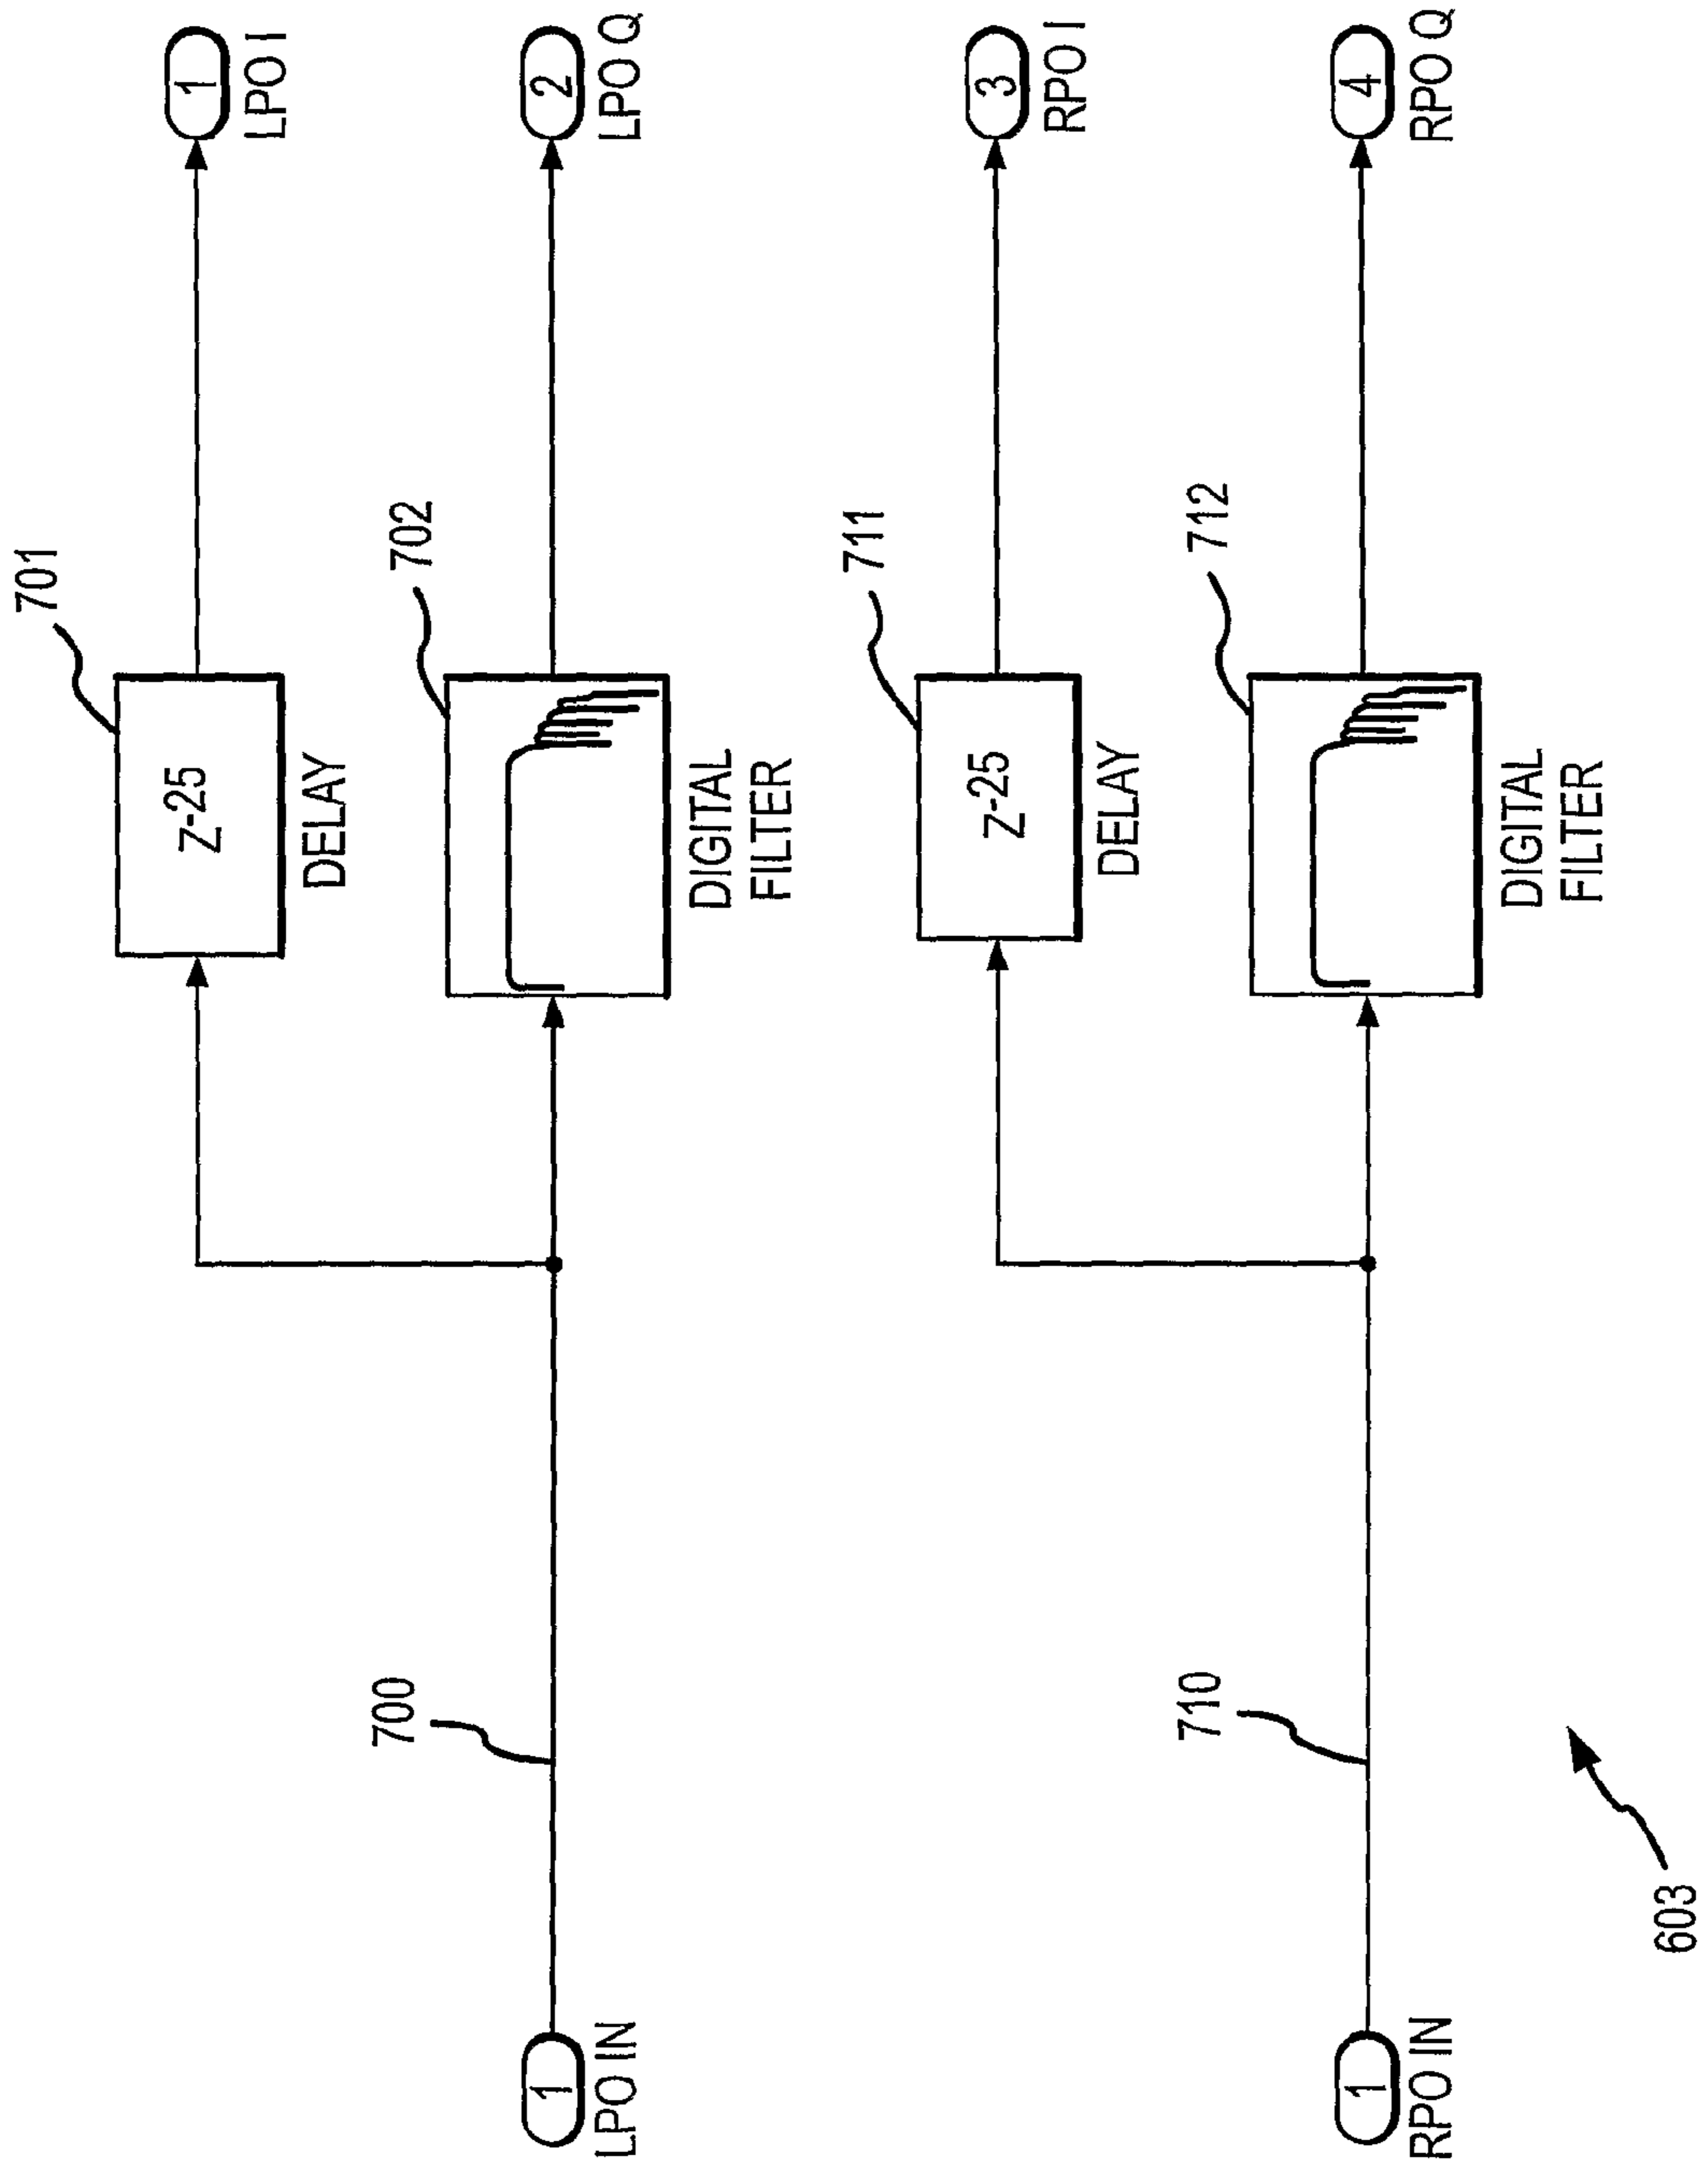 701
Z-25
DELAY
1
LPO I
700
1
LPO IN
702
DIGITAL
FILTER
2
LPO Q
711
Z-25
DELAY
3
RPO I
710
1
RPO IN
712
DIGITAL
FILTER
4
RPO Q
603